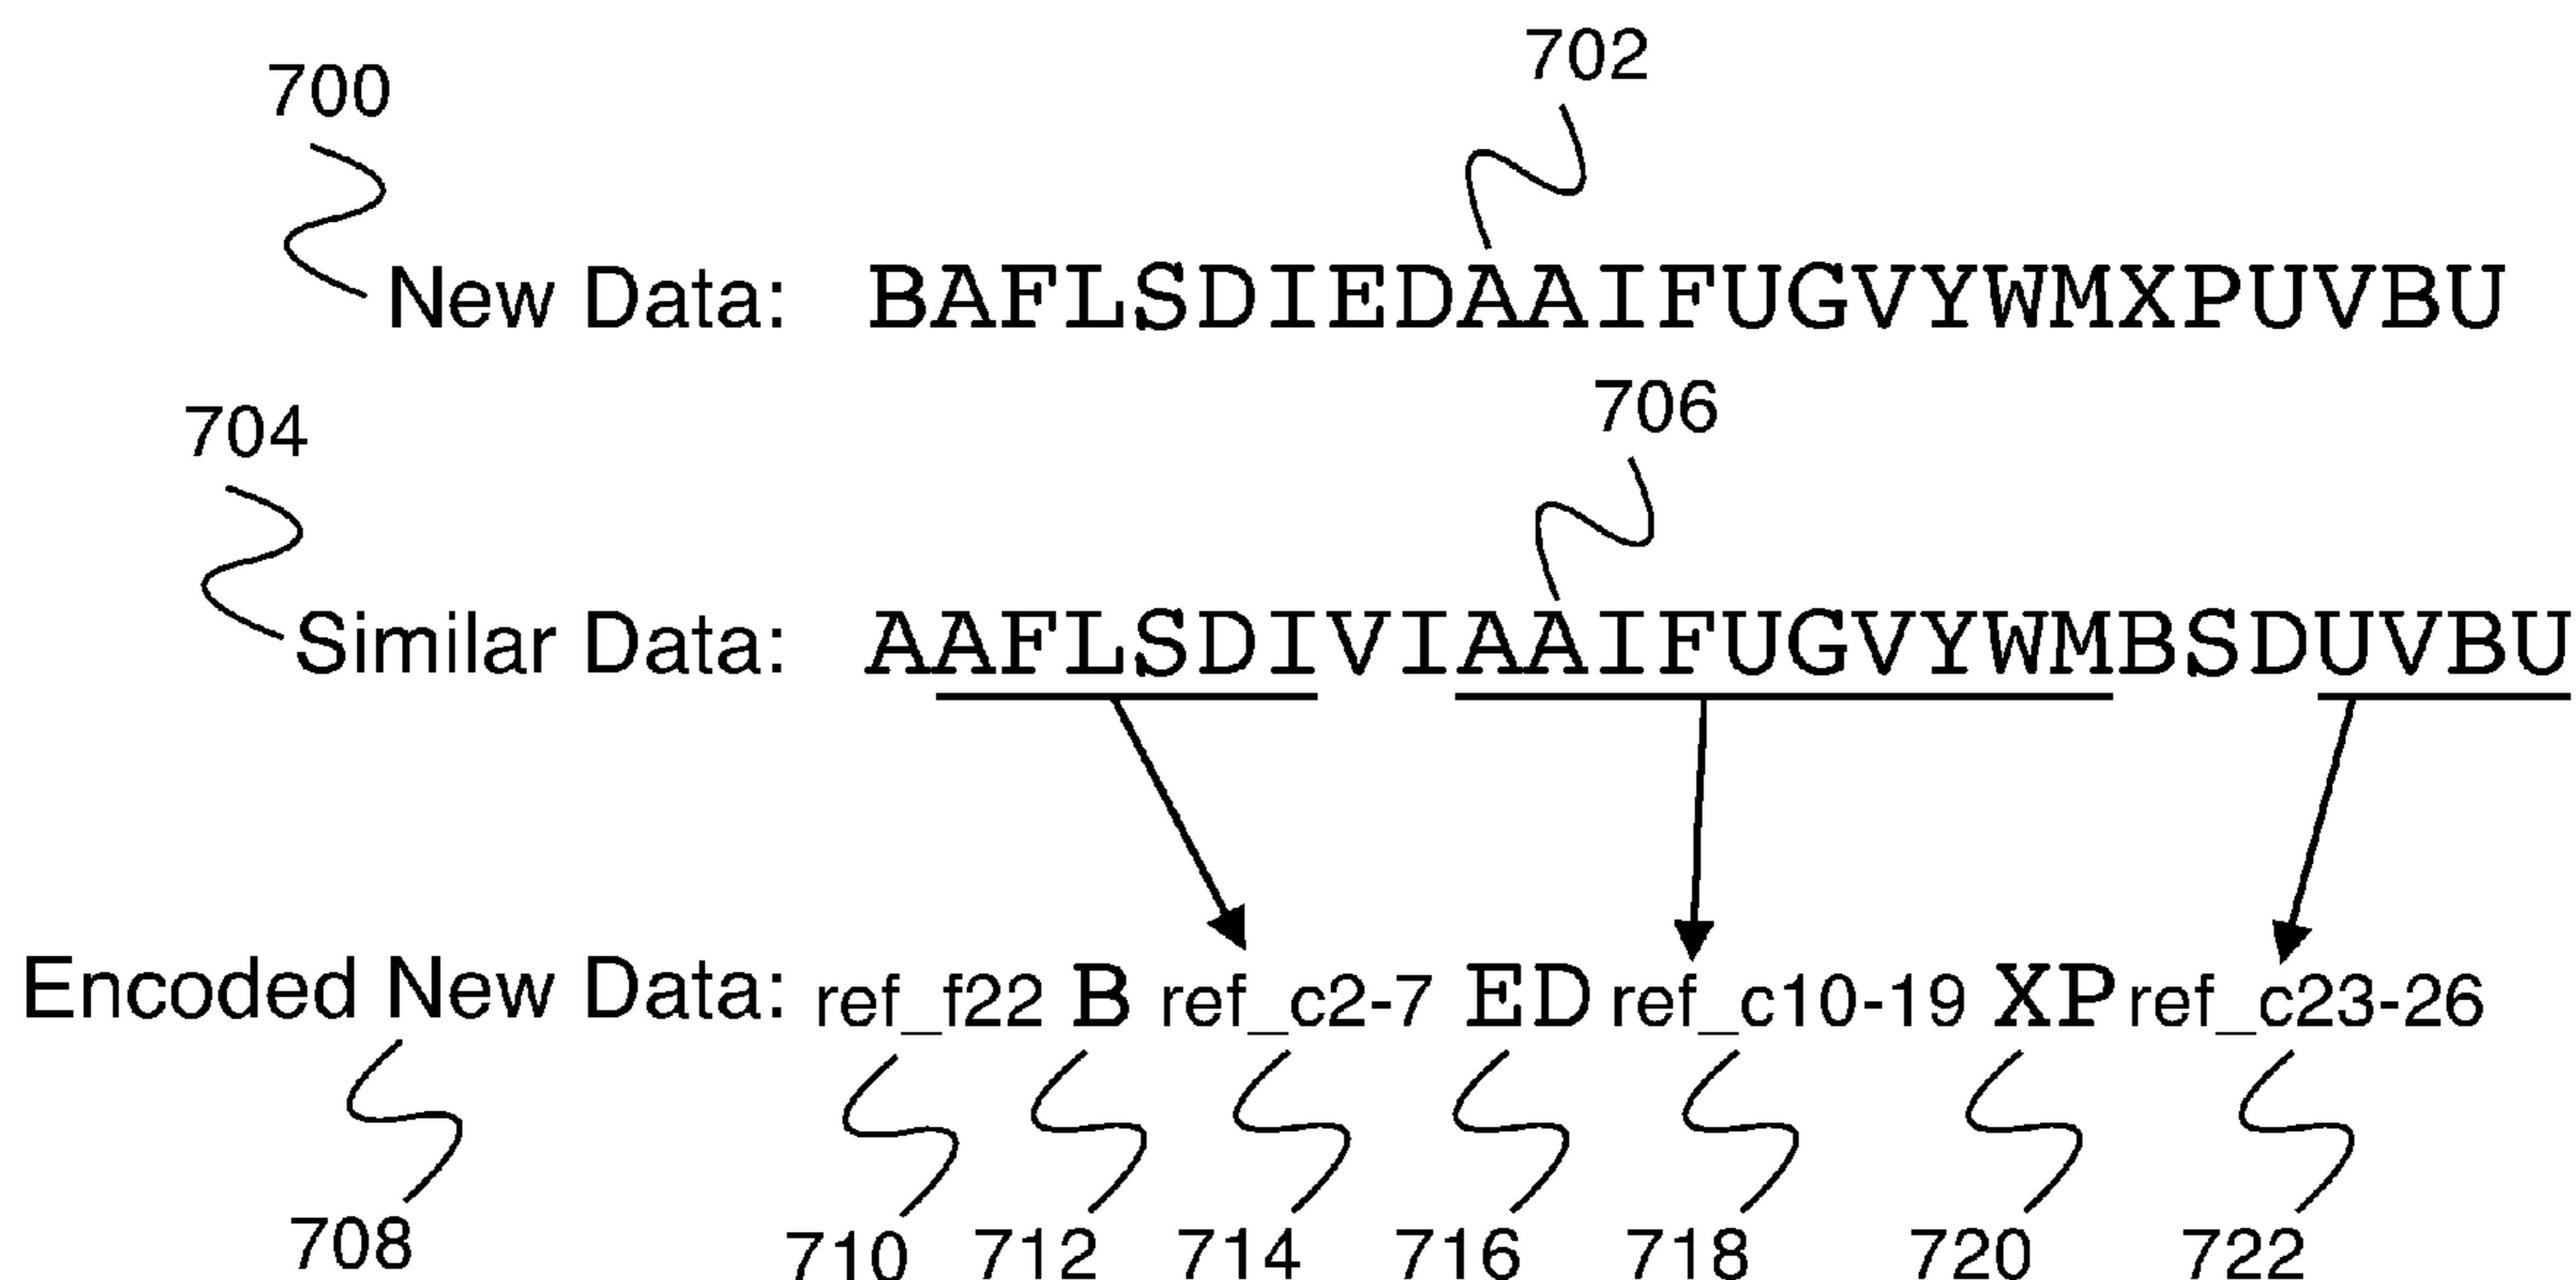 702
700
New Data: BAFLSDIEDAAIFUGVYWMXPUVBU
706
704
Similar Data: AAFLSDIVIAAIFUGVYWMBSDUVBU
Encoded New Data: ref_f22 B ref_c2-7 ED ref_c10-19 XP ref_c23-26
708 710 712 714 716 718 720 722